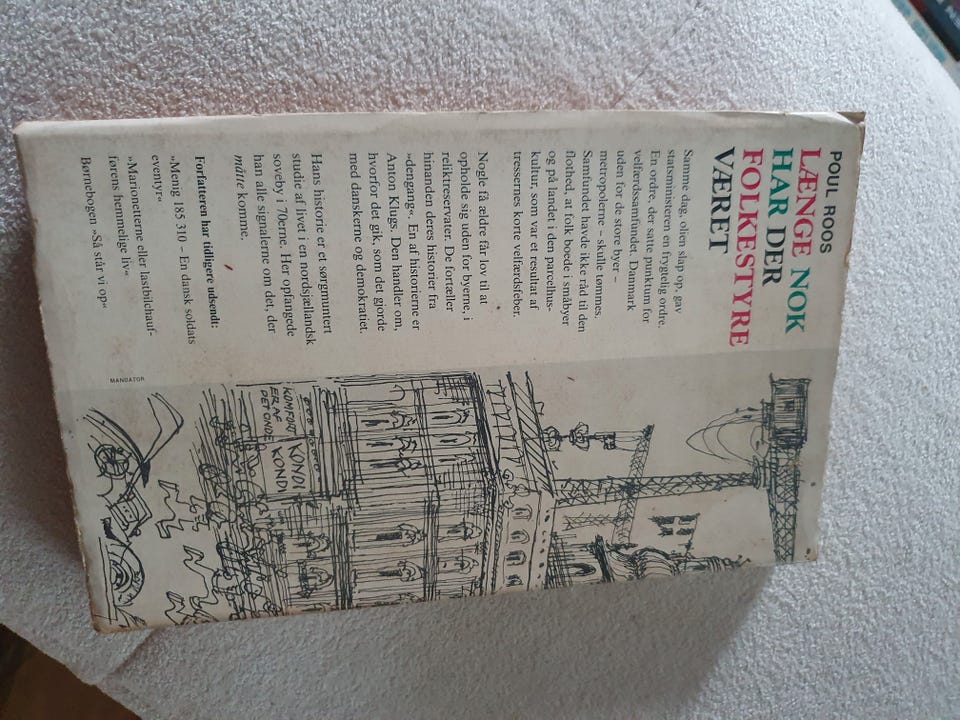 POUL ROOS
LÆNGE NOK
HAR DER
FOLKESTYRE
VÆRET
Samme dag, olien slap op, gav
statsministeren en frygtelig ordre.
En ordre, der satte punktum for
velfærdssamfundet. Danmark
uden for de store byer –
metropolerne – skulle tømmes.
Samfundet havde ikke råd til den
flothed, at folk boede i småbyer
og på landet i den parcelhus-
kultur, som var et resultat af
tressernes korte velfærdsfeber.
Nogle få ældre får lov til at
opholde sig uden for byerne, i
reliktreservater. De fortæller
hinanden deres historier fra
»dengang«. En af historierne er
Anton Klugs. Den handler om,
hvorfor det gik, som det gjorde
med danskerne og demokratiet.
Hans historie er et sørgmuntert
studie af livet i en nordsjællandsk
soveby i 70erne. Her opfangede
han alle signalerne om det, der
måtte komme.
Forfatteren har tidligere udsendt:
»Menig 185 310 – En dansk soldats
eventyr«
»Marionetterne eller lastbilchauf-
førens hemmelige liv«
Børnebogen »Så står vi op«
MANDATOR
KOMFORT
ER AF
DET ONDE
KONDI
KONDI